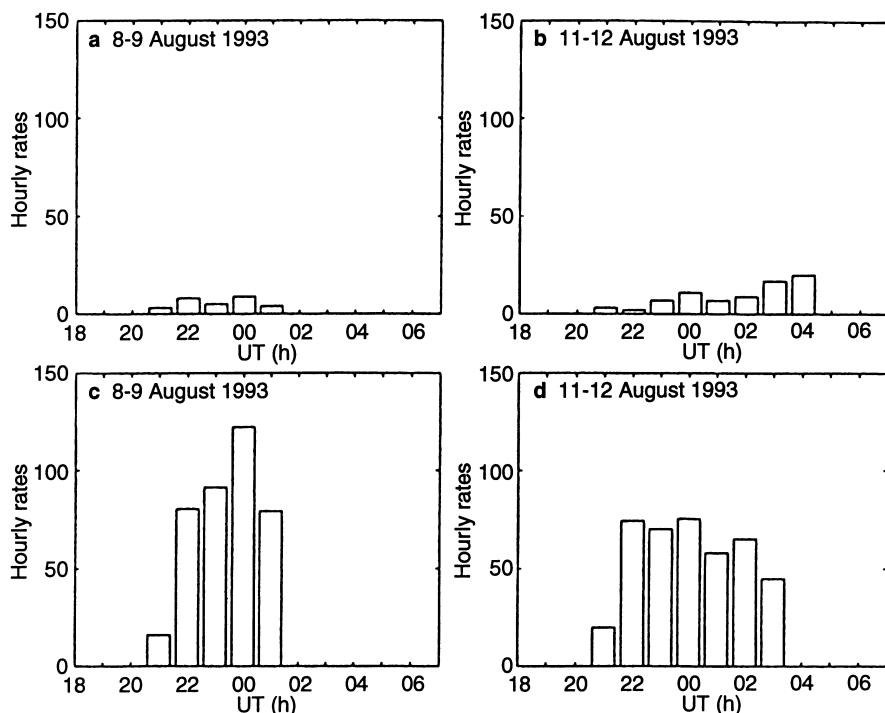 a 8-9 August 1993
150
100
50
0
Hourly rates
18 20 22 00 02 04 06
UT (h)
b 11-12 August 1993
150
100
50
0
Hourly rates
18 20 22 00 02 04 06
UT (h)
c 8-9 August 1993
150
100
50
0
Hourly rates
18 20 22 00 02 04 06
UT (h)
d 11-12 August 1993
150
100
50
0
Hourly rates
18 20 22 00 02 04 06
UT (h)